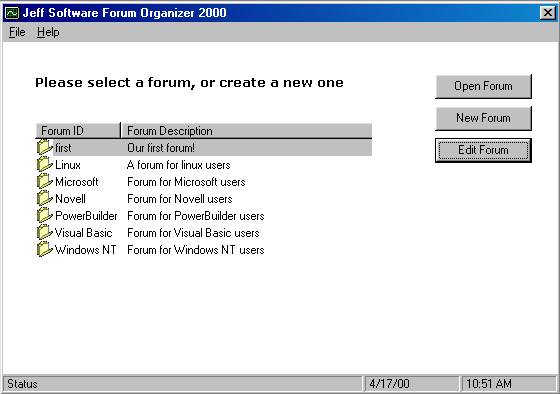 Jeff Software Forum Organizer 2000
File Help
Please select a forum, or create a new one
Open Forum
New Forum
Edit Forum
Forum ID Forum Description
first Our first forum!
Linux A forum for linux users
Microsoft Forum for Microsoft users
Novell Forum for Novell users
PowerBuilder Forum for PowerBuilder users
Visual Basic Forum for Visual Basic users
Windows NT Forum for Windows NT users
Status 4/17/00 10:51 AM